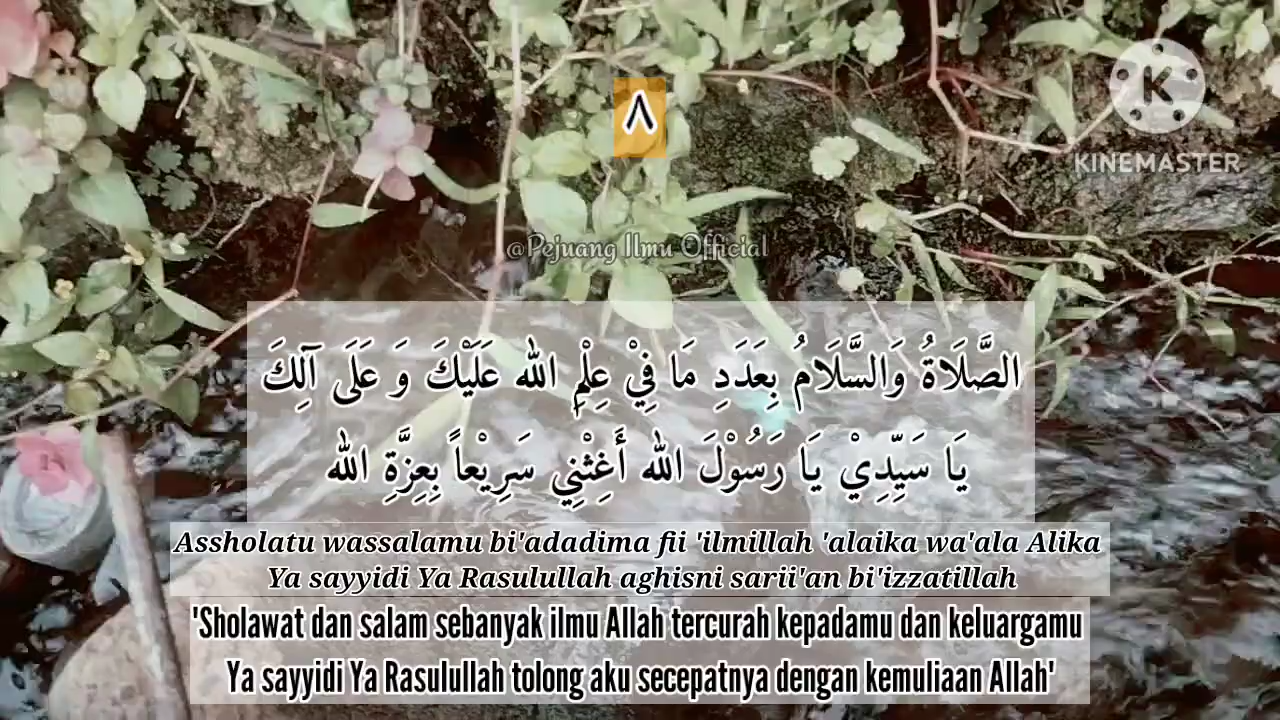 ٨
K
KINEMASTER
@Pejuang Ilmu Official
الصَّلَاةُ وَالسَّلَامُ بِعَدَدِ مَا فِيْ عِلْمِ الله عَلَيْكَ وَ عَلَى آلِكَ
يَا سَيِّدِيْ يَا رَسُوْلَ الله أَغِثْنِي سَرِيْعاً بِعِزَّةِ الله
Assholatu wassalamu bi'adadima fii 'ilmillah 'alaika wa'ala Alika
Ya sayyidi Ya Rasulullah aghisni sarii'an bi'izzatillah
'Sholawat dan salam sebanyak ilmu Allah tercurah kepadamu dan keluargamu
Ya sayyidi Ya Rasulullah tolong aku secepatnya dengan kemuliaan Allah'